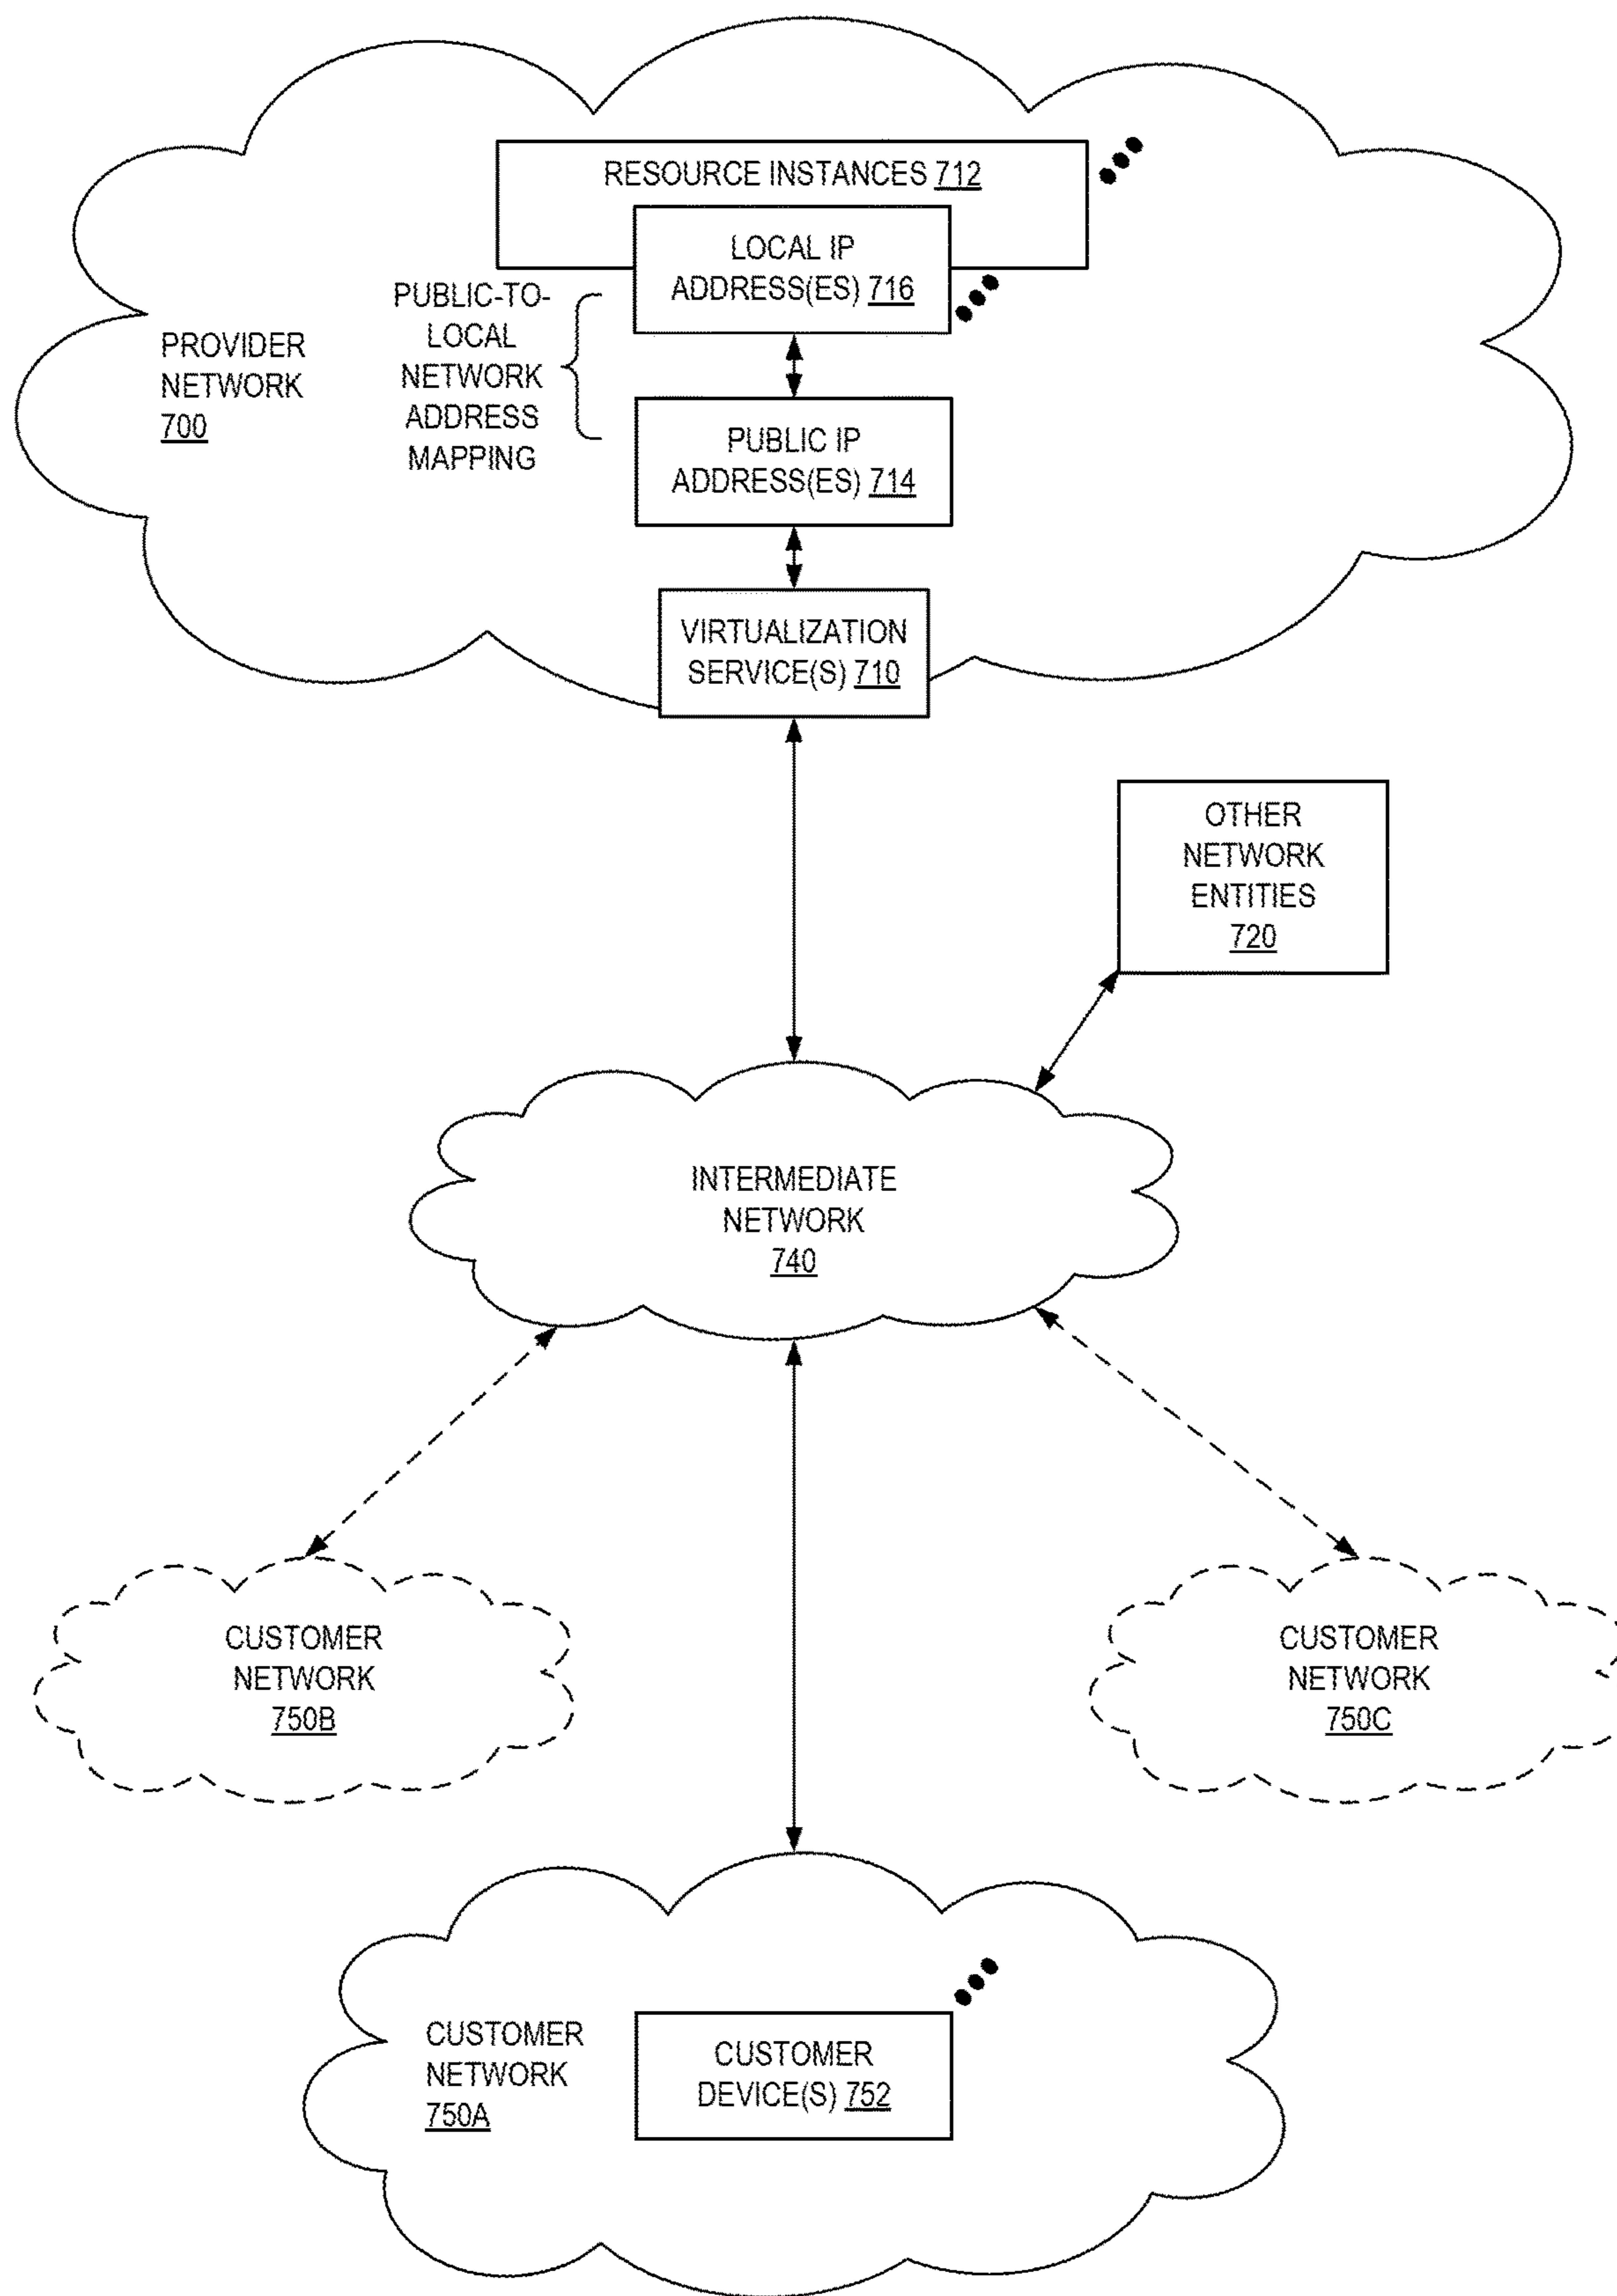 RESOURCE INSTANCES 712
LOCAL IP
ADDRESS(ES) 716
PUBLIC-TO-
LOCAL
NETWORK
ADDRESS
MAPPING
PROVIDER
NETWORK
700
PUBLIC IP
ADDRESS(ES) 714
VIRTUALIZATION
SERVICE(S) 710
OTHER
NETWORK
ENTITIES
720
INTERMEDIATE
NETWORK
740
CUSTOMER
NETWORK
750B
CUSTOMER
NETWORK
750C
CUSTOMER
NETWORK
750A
CUSTOMER
DEVICE(S) 752